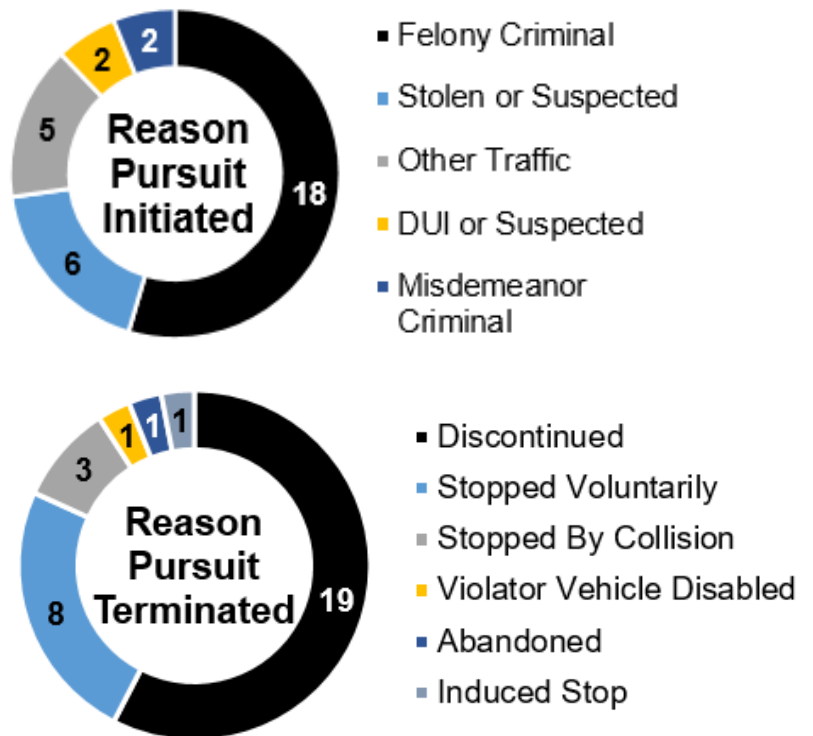 2
2
5
6
18
Reason
Pursuit
Initiated
Felony Criminal
Stolen or Suspected
Other Traffic
DUI or Suspected
Misdemeanor
Criminal
1
1
1
3
8
19
Reason
Pursuit
Terminated
Discontinued
Stopped Voluntarily
Stopped By Collision
Violator Vehicle Disabled
Abandoned
Induced Stop